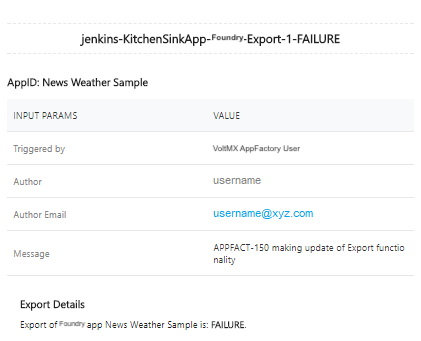 jenkins-KitchenSinkApp-Foundry-Export-1-FAILURE
AppID: News Weather Sample
INPUT PARAMS VALUE
Triggered by VoltMX AppFactory User
Author username
Author Email username@xyz.com
Message APPFACT-150 making update of Export functio
nality
Export Details
Export of Foundry app News Weather Sample is: FAILURE.